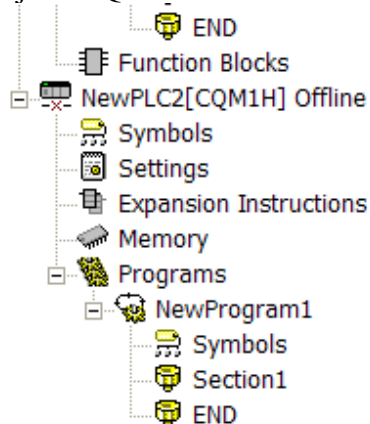 END
Function Blocks
NewPLC2[CQM1H] Offline
Symbols
Settings
Expansion Instructions
Memory
Programs
NewProgram1
Symbols
Section1
END